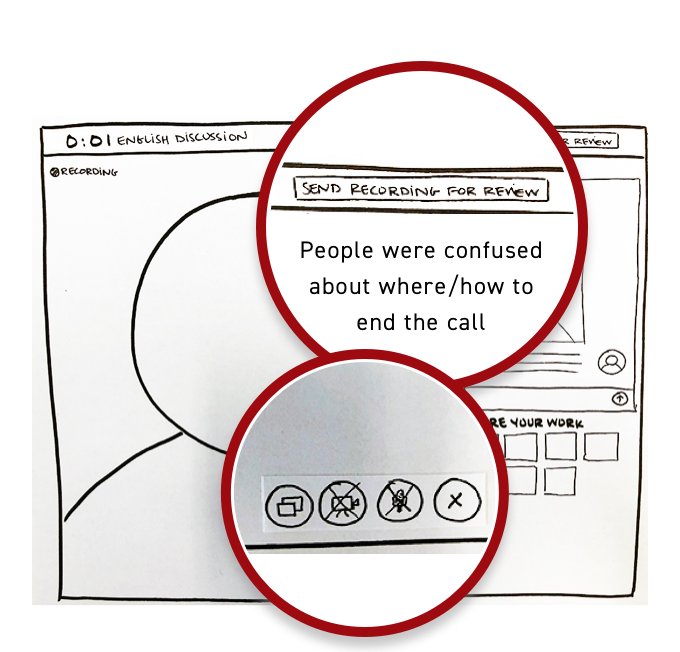 0:01 ENGLISH DISCUSSION
R REVIEW
RECORDING
SEND RECORDING FOR REVIEW
People were confused
about where/how to
end the call
RE YOUR WORK